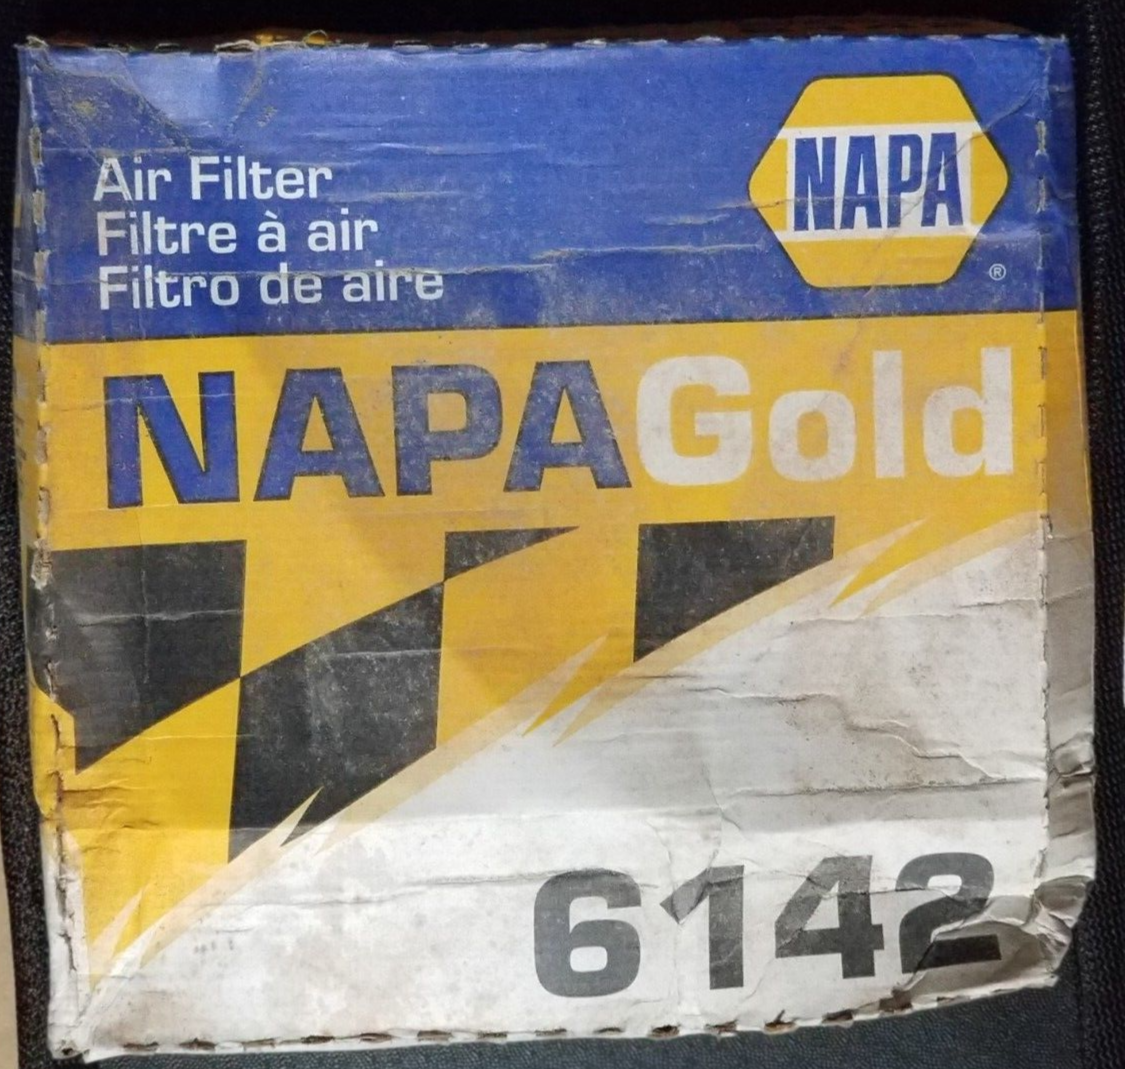 Air Filter
Filtre à air
Filtro de aire
NAPA
®
NAPAGold
6142